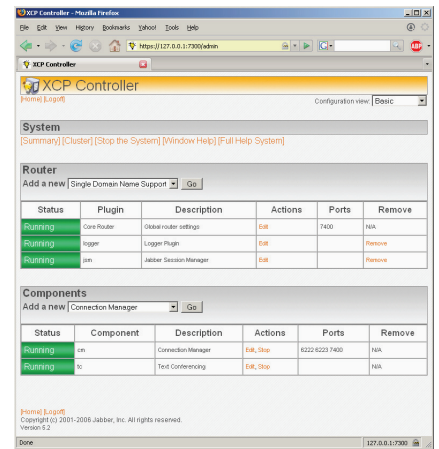 XCP Controller - Mozilla Firefox
File Edit View History Bookmarks Yahoo! Tools Help
https://127.0.0.1:7300/admin
XCP Controller
XCP Controller
[Home] [Logoff]
Configuration view: Basic
System
[Summary] [Cluster] [Stop the System] [Window Help] [Full Help System]
Router
Add a new Single Domain Name Support Go
Status Plugin Description Actions Ports Remove
Running Core Router Global router settings Edit 7400 N/A
Running logger Logger Plugin Edit Remove
Running jsm Jabber Session Manager Edit Remove
Components
Add a new Connection Manager Go
Status Component Description Actions Ports Remove
Running cm Connection Manager Edit, Stop 6222 6223 7400 N/A
Running tc Text Conferencing Edit, Stop N/A
[Home] [Logoff]
Copyright (c) 2001-2006 Jabber, Inc. All rights reserved.
Version 5.2
Done 127.0.0.1:7300